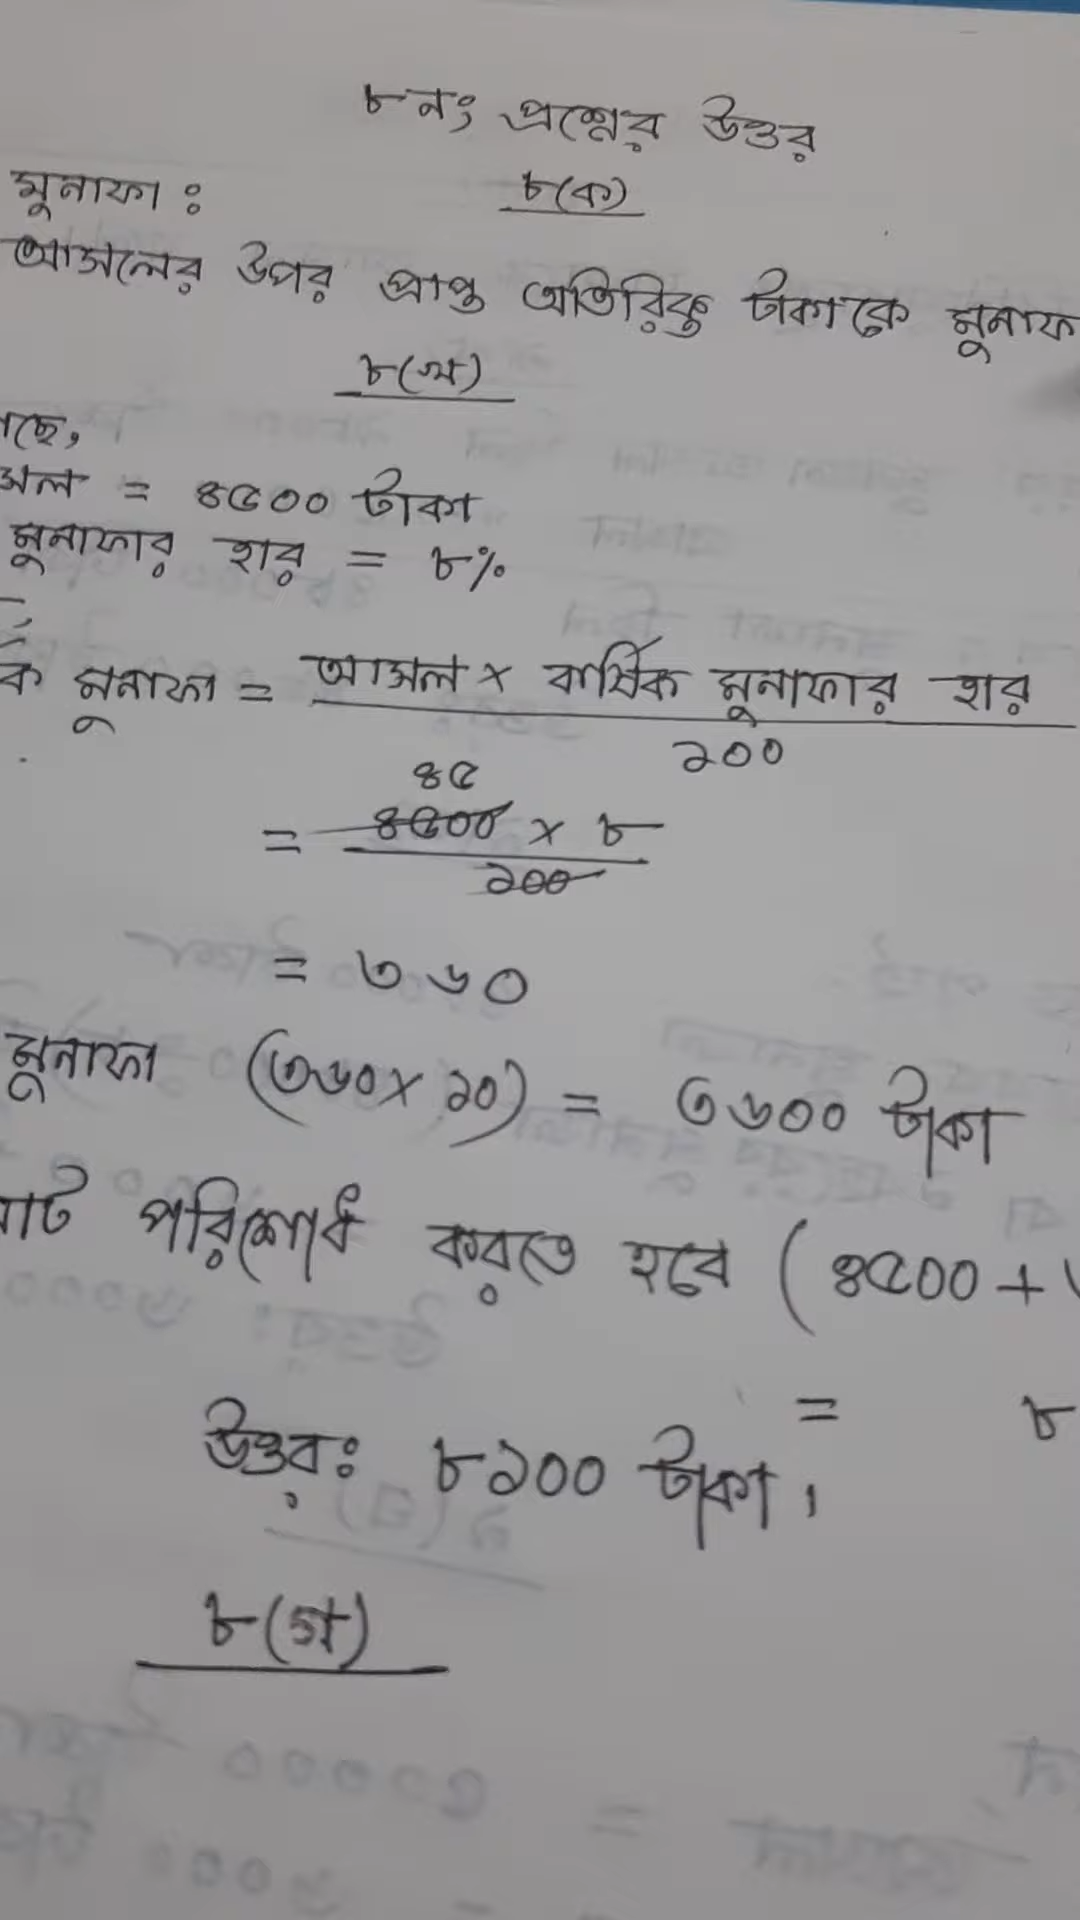 ৮নং প্রশ্নের উত্তর
৮(ক)
মুনাফা :
আসলের উপর প্রাপ্ত অতিরিক্ত টাকাকে মুনাফ
৮(খ)
ছে,
সল = ৪৫০০ টাকা
মুনাফার হার = ৮%
ক মুনাফা = আসল × বার্ষিক মুনাফার হার
১০০
৪৫
= ৪৫০০ × ৮
১০০
= ৩৬০
মুনাফা (৩৬০ × ১০) = ৩৬০০ টাকা
াট পরিশোধ করতে হবে (৪৫০০ +
= ৮
উত্তর: ৮১০০ টাকা।
৮(গ)